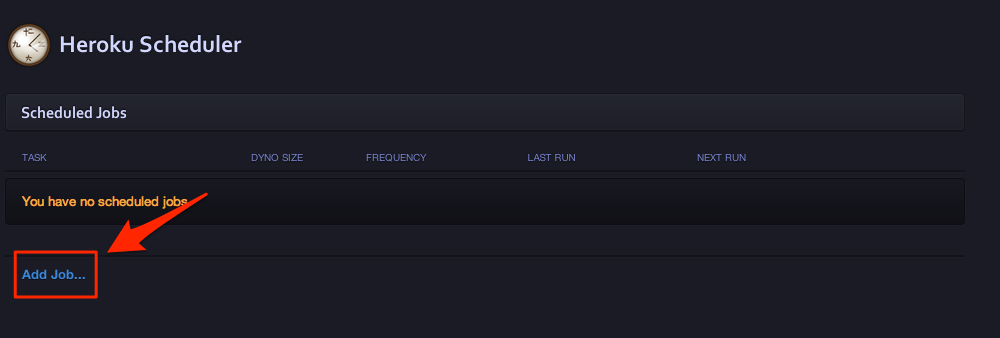 Heroku Scheduler
Scheduled Jobs
TASK DYNO SIZE FREQUENCY LAST RUN NEXT RUN
You have no scheduled jobs
Add Job...